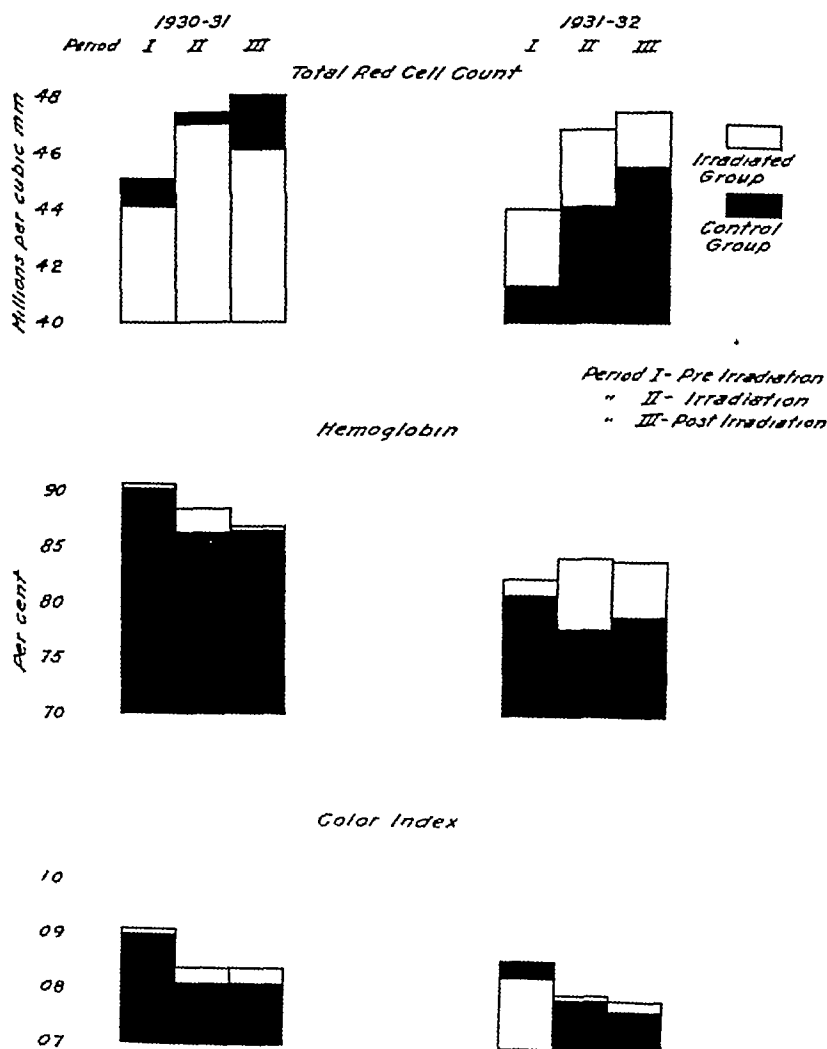 1930-31
1931-32
Period I II III
I II III
Total Red Cell Count
Millions per cubic mm
48
46
44
42
40
Irradiated
Group
Control
Group
Period I- Pre Irradiation
" II- Irradiation
" III- Post Irradiation
Hemoglobin
Per cent
90
85
80
75
70
Color Index
10
09
08
07